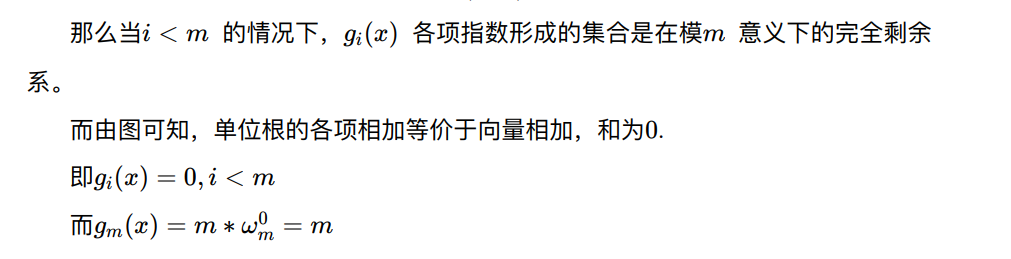 那么当i < m 的情况下，g_i(x) 各项指数形成的集合是在模m 意义下的完全剩余
系。
而由图可知，单位根的各项相加等价于向量相加，和为0.
即g_i(x) = 0, i < m
而g_m(x) = m ∗ ω_m^0 = m